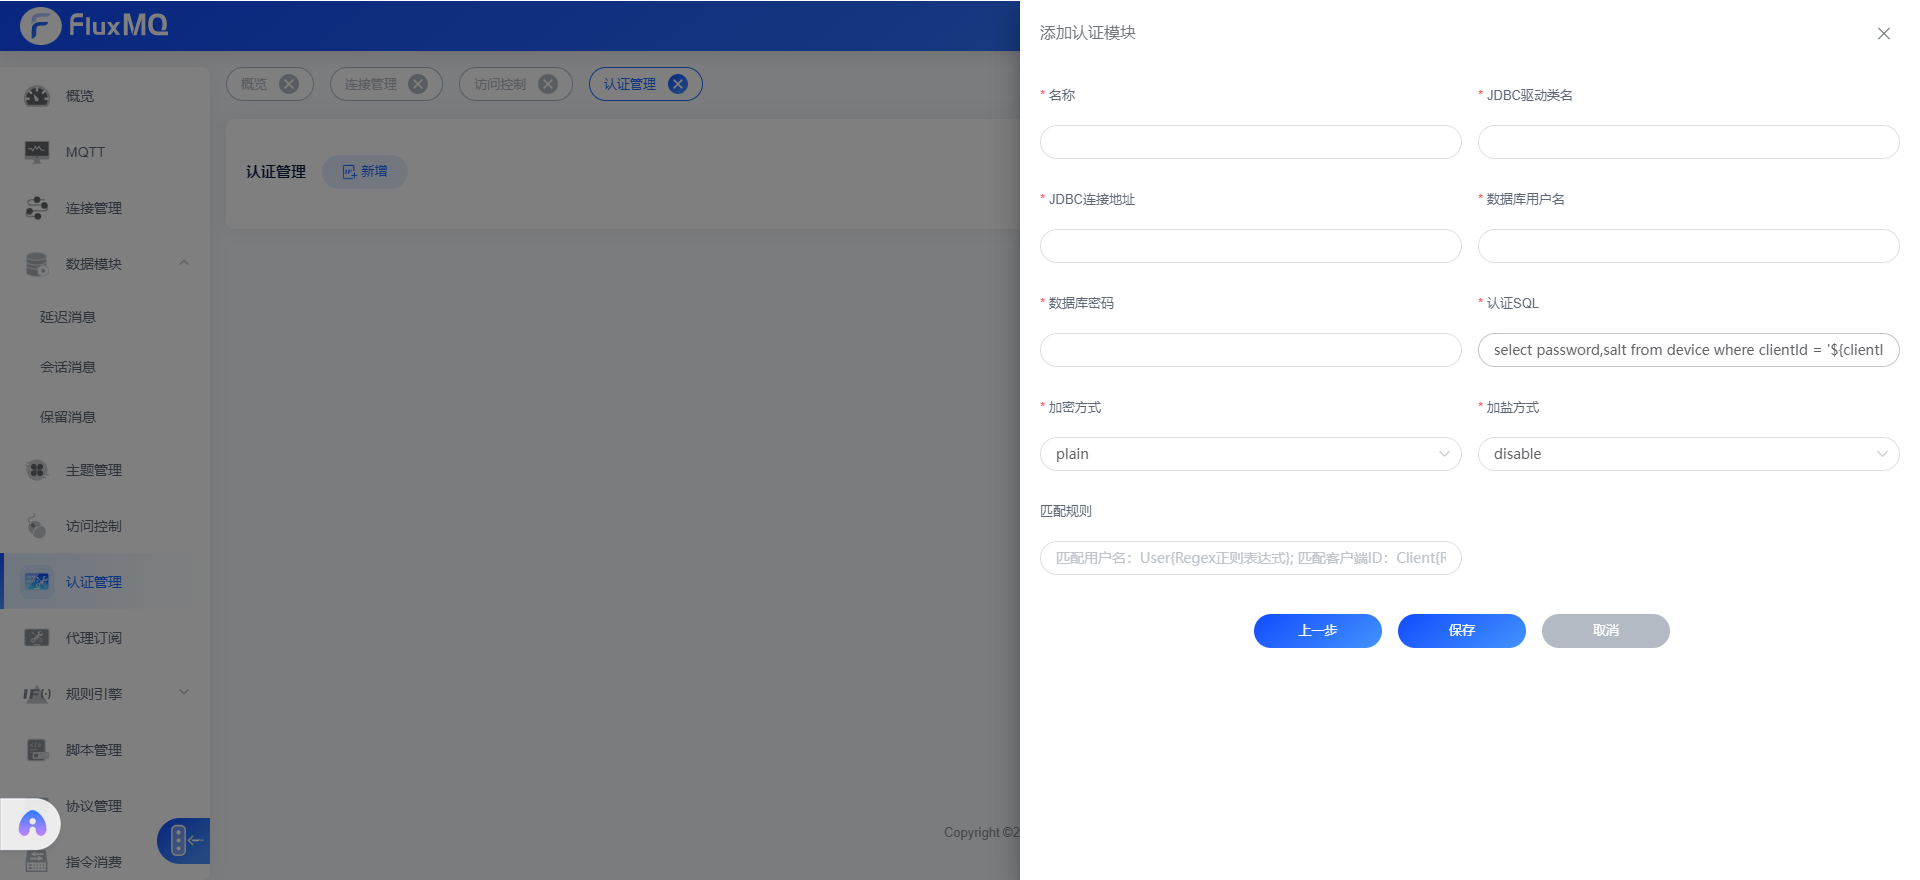 FluxMQ
概览
MQTT
连接管理
数据模块
延迟消息
会话消息
保留消息
主题管理
访问控制
认证管理
代理订阅
规则引擎
脚本管理
协议管理
指令消费
概览
连接管理
访问控制
认证管理
认证管理
新增
Copyright ©2
添加认证模块
* 名称
* JDBC驱动类名
* JDBC连接地址
* 数据库用户名
* 数据库密码
* 认证SQL
select password,salt from device where clientId = '${clientI
* 加密方式
* 加盐方式
plain
disable
匹配规则
匹配用户名：User{Regex正则表达式}; 匹配客户端ID：Client{R
上一步
保存
取消